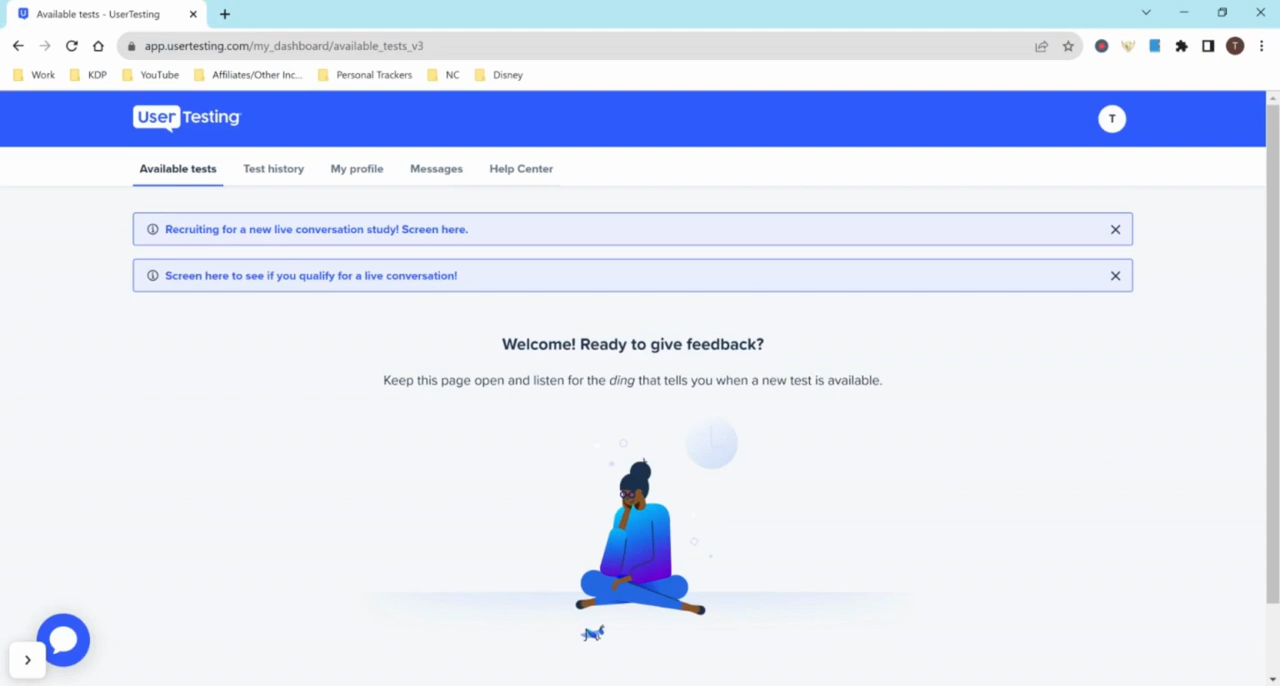 Available tests - UserTesting
app.usertesting.com/my_dashboard/available_tests_v3
T
Work KDP YouTube Affiliates/Other Inc... Personal Trackers NC Disney
User Testing
T
Available tests Test history My profile Messages Help Center
Recruiting for a new live conversation study! Screen here.
Screen here to see if you qualify for a live conversation!
Welcome! Ready to give feedback?
Keep this page open and listen for the ding that tells you when a new test is available.